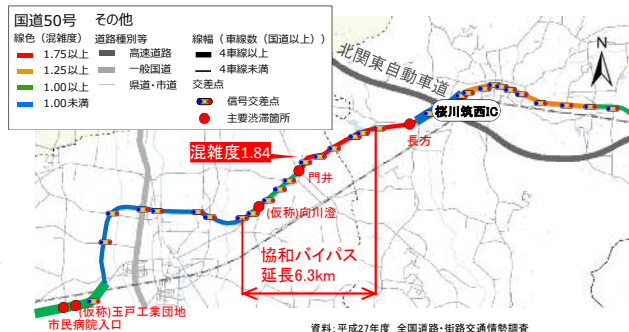 国道50号 その他
線色（混雑度） 道路種別等 線幅（車線数（国道以上））
1.75以上 高速道路 4車線以上
1.25以上 一般国道 4車線未満
1.00以上 県道・市道 交差点
1.00未満 信号交差点
主要渋滞箇所
北関東自動車道
N
桜川筑西IC
長方
混雑度1.84
門井
(仮称)向川澄
協和バイパス
延長6.3km
(仮称)玉戸工業団地
市民病院入口
資料：平成27年度 全国道路・街路交通情勢調査